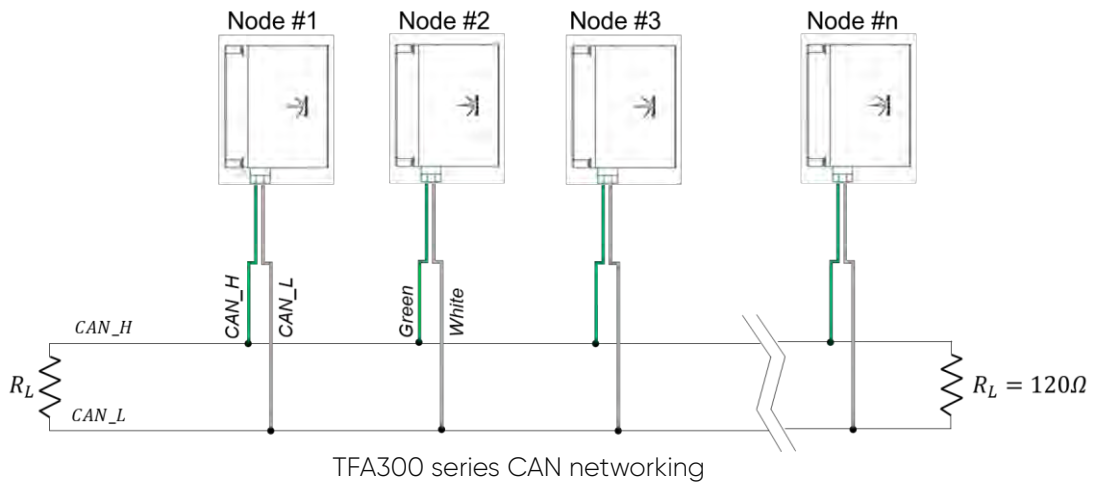 Node #1 Node #2 Node #3 Node #n
CAN_H
CAN_L
Green
White
CAN_H
R_L
R_L = 120Ω
CAN_L
TFA300 series CAN networking